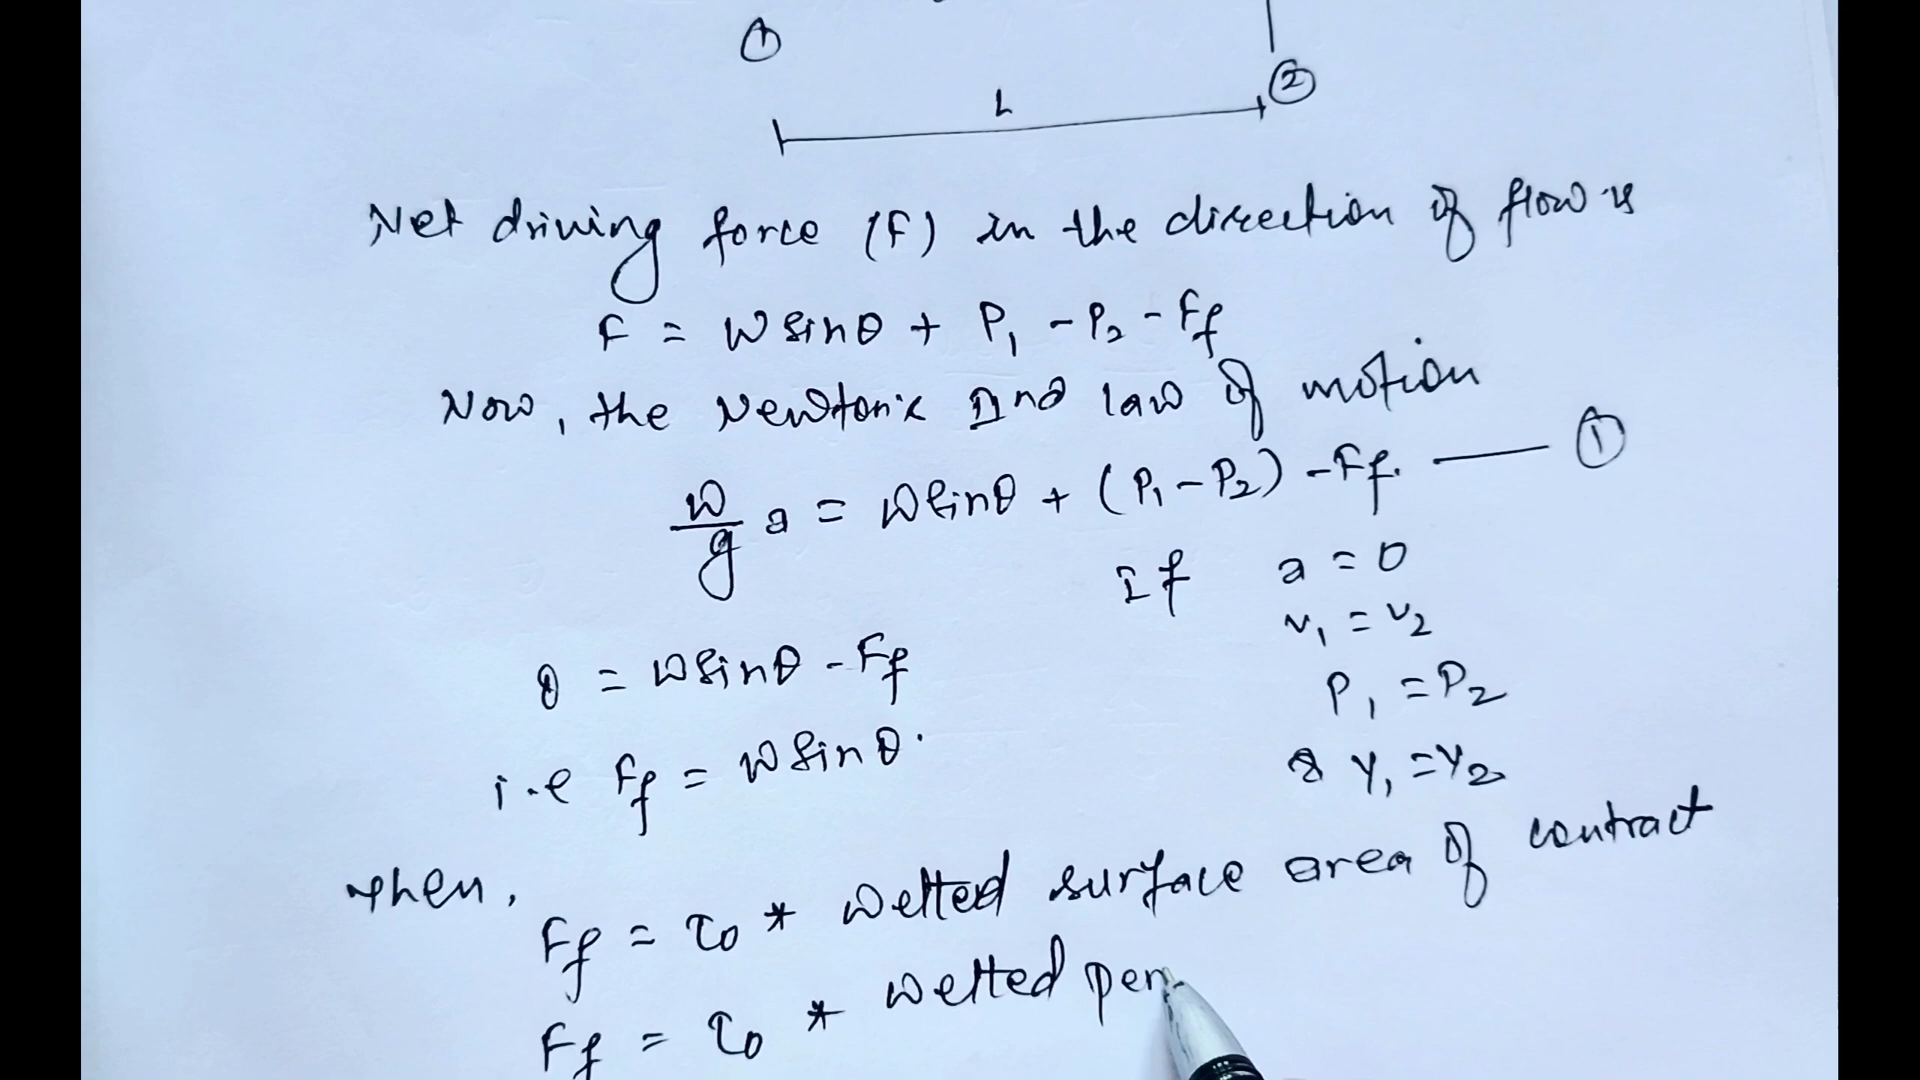 ①
②
L
Net driving force (F) in the direction of flow is
F = W sinθ + P₁ - P₂ - Ff
Now, the Newton's IInd law of motion
W/g a = W sinθ + (P₁ - P₂) - Ff. —— ①
If a = 0
v₁ = v₂
0 = W sinθ - Ff
P₁ = P₂
i.e Ff = W sinθ.
& Y₁ = Y₂
Then,
Ff = τ₀ * wetted surface area of contract
Ff = τ₀ * wetted per